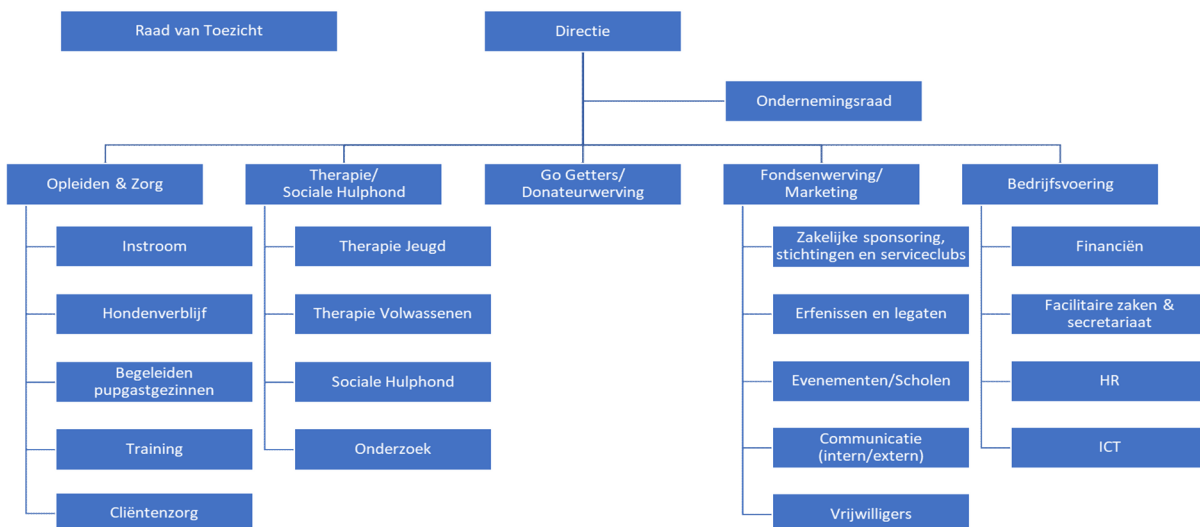 Raad van Toezicht
Directie
Ondernemingsraad
Opleiden & Zorg
Therapie/
Sociale Hulphond
Go Getters/
Donateurwerving
Fondsenwerving/
Marketing
Bedrijfsvoering
Instroom
Hondenverblijf
Begeleiden
pupgastgezinnen
Training
Cliëntenzorg
Therapie Jeugd
Therapie Volwassenen
Sociale Hulphond
Onderzoek
Zakelijke sponsoring,
stichtingen en serviceclubs
Erfenissen en legaten
Evenementen/Scholen
Communicatie
(intern/extern)
Vrijwilligers
Financiën
Facilitaire zaken &
secretariaat
HR
ICT